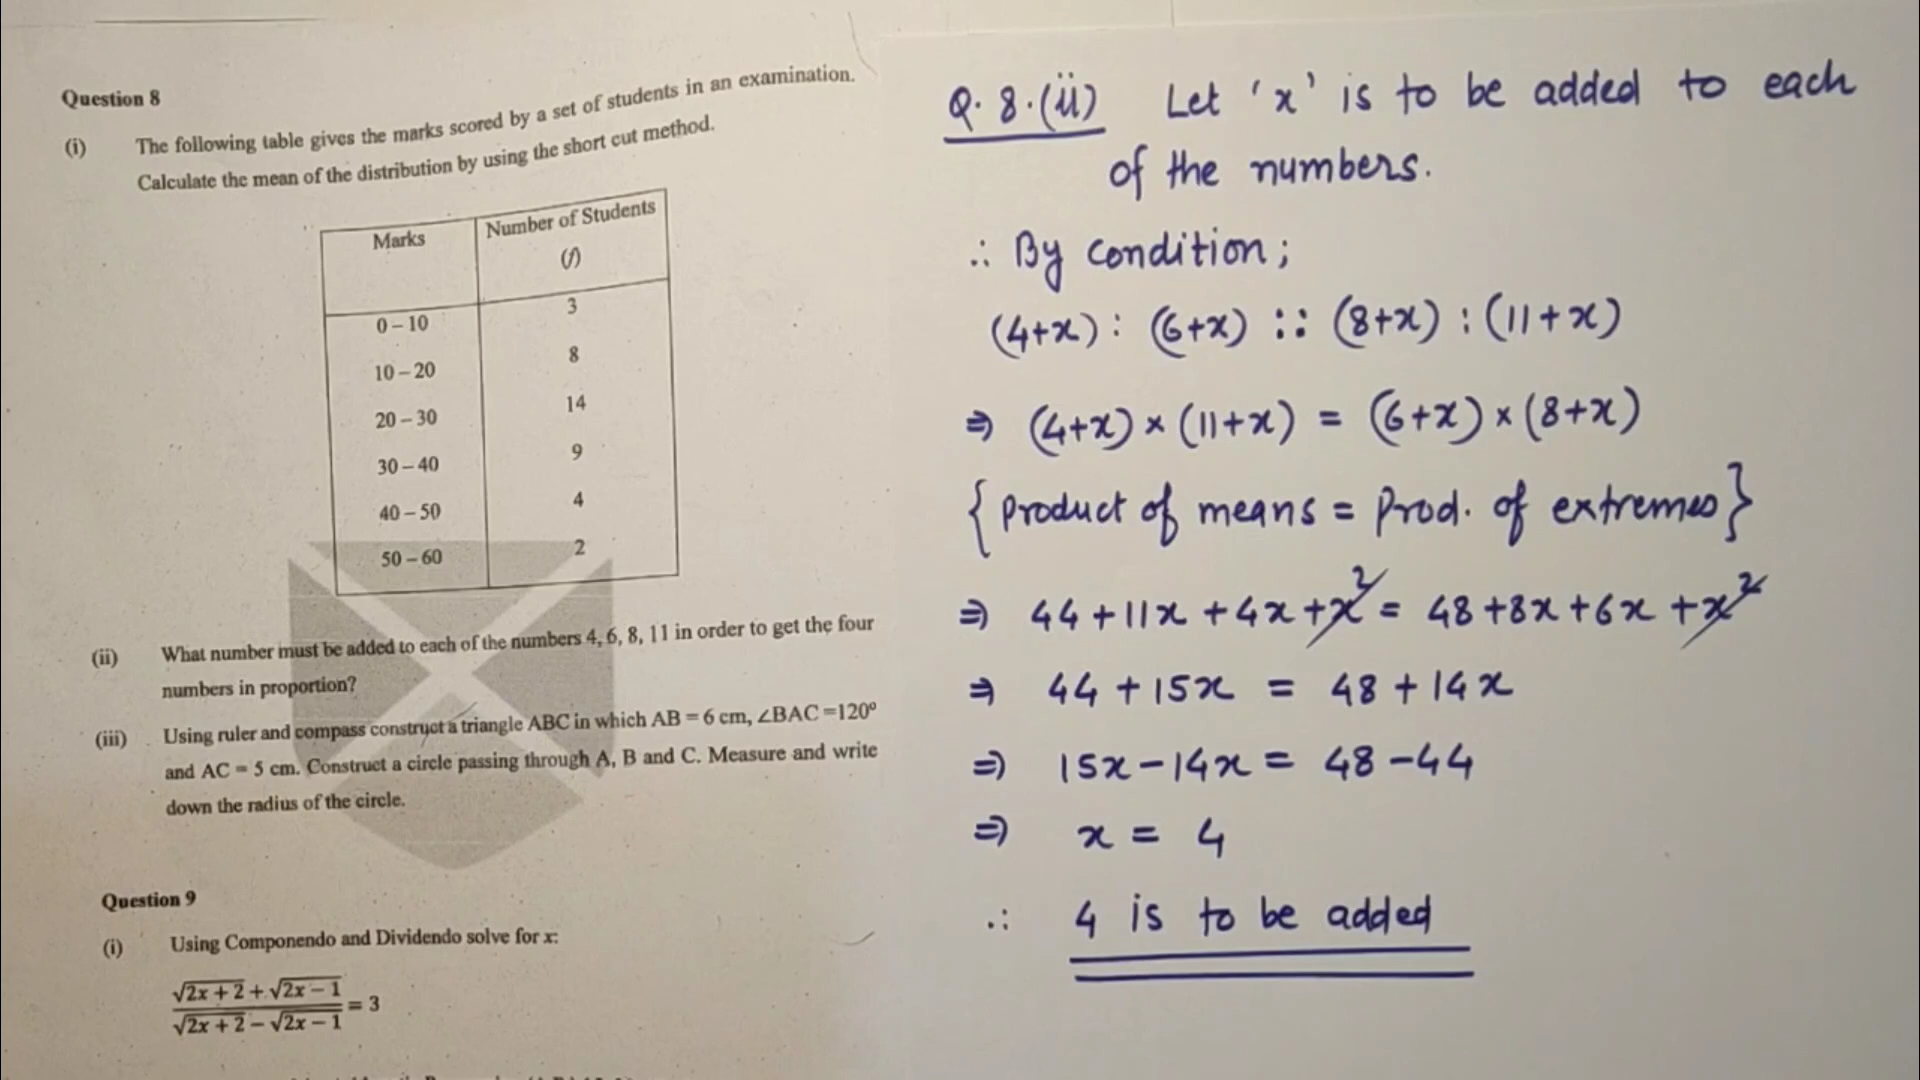 Question 8
(i) The following table gives the marks scored by a set of students in an examination.
Calculate the mean of the distribution by using the short cut method.
Marks Number of Students
(f)
0 – 10 3
10 – 20 8
20 – 30 14
30 – 40 9
40 – 50 4
50 – 60 2
(ii) What number must be added to each of the numbers 4, 6, 8, 11 in order to get the four
numbers in proportion?
(iii) Using ruler and compass construct a triangle ABC in which AB = 6 cm, ∠BAC =120°
and AC = 5 cm. Construct a circle passing through A, B and C. Measure and write
down the radius of the circle.
Question 9
(i) Using Componendo and Dividendo solve for x:
√2x + 2 + √2x – 1
= 3
√2x + 2 – √2x – 1
Q. 8.(ii) Let 'x' is to be added to each
of the numbers.
∴ By condition;
(4+x) : (6+x) :: (8+x) : (11+x)
⇒ (4+x) × (11+x) = (6+x) × (8+x)
{ Product of means = Prod. of extremes }
⇒ 44 + 11x + 4x + x² = 48 + 8x + 6x + x²
⇒ 44 + 15x = 48 + 14x
⇒ 15x – 14x = 48 – 44
⇒ x = 4
∴ 4 is to be added